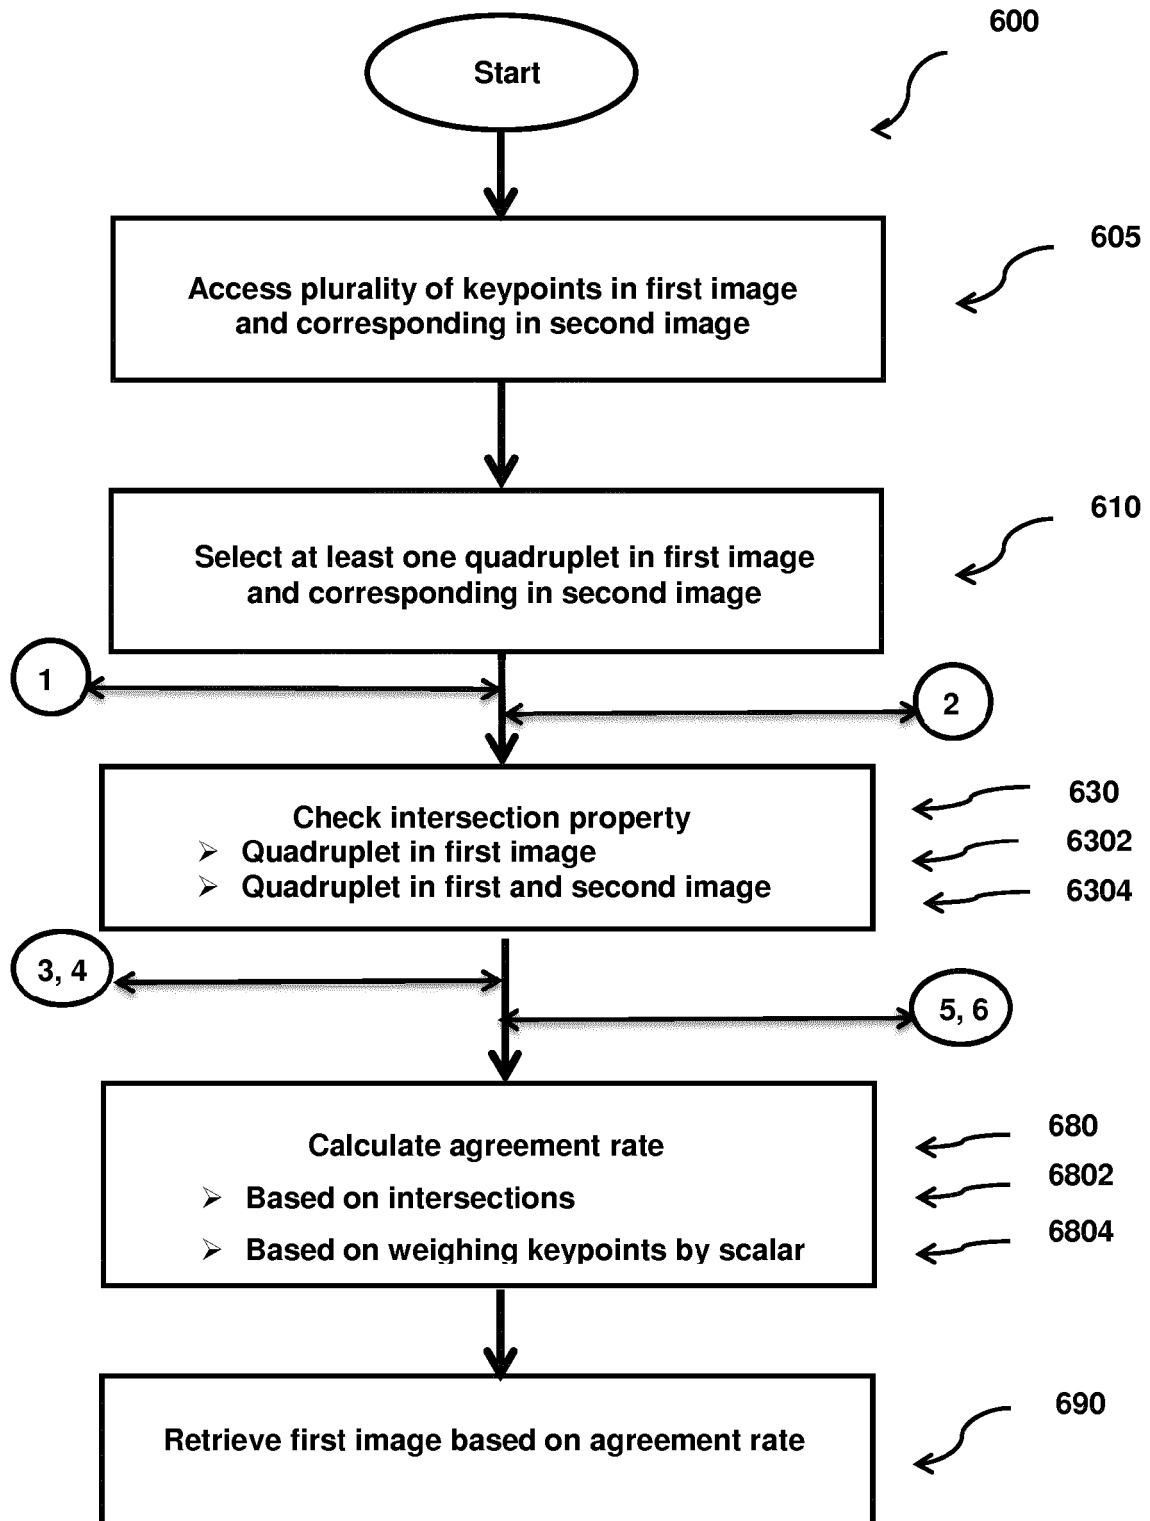 600
Start
605
Access plurality of keypoints in first image
and corresponding in second image
610
Select at least one quadruplet in first image
and corresponding in second image
1
2
630
Check intersection property
6302
➢ Quadruplet in first image
6304
➢ Quadruplet in first and second image
3, 4
5, 6
680
Calculate agreement rate
6802
➢ Based on intersections
6804
➢ Based on weighing keypoints by scalar
690
Retrieve first image based on agreement rate